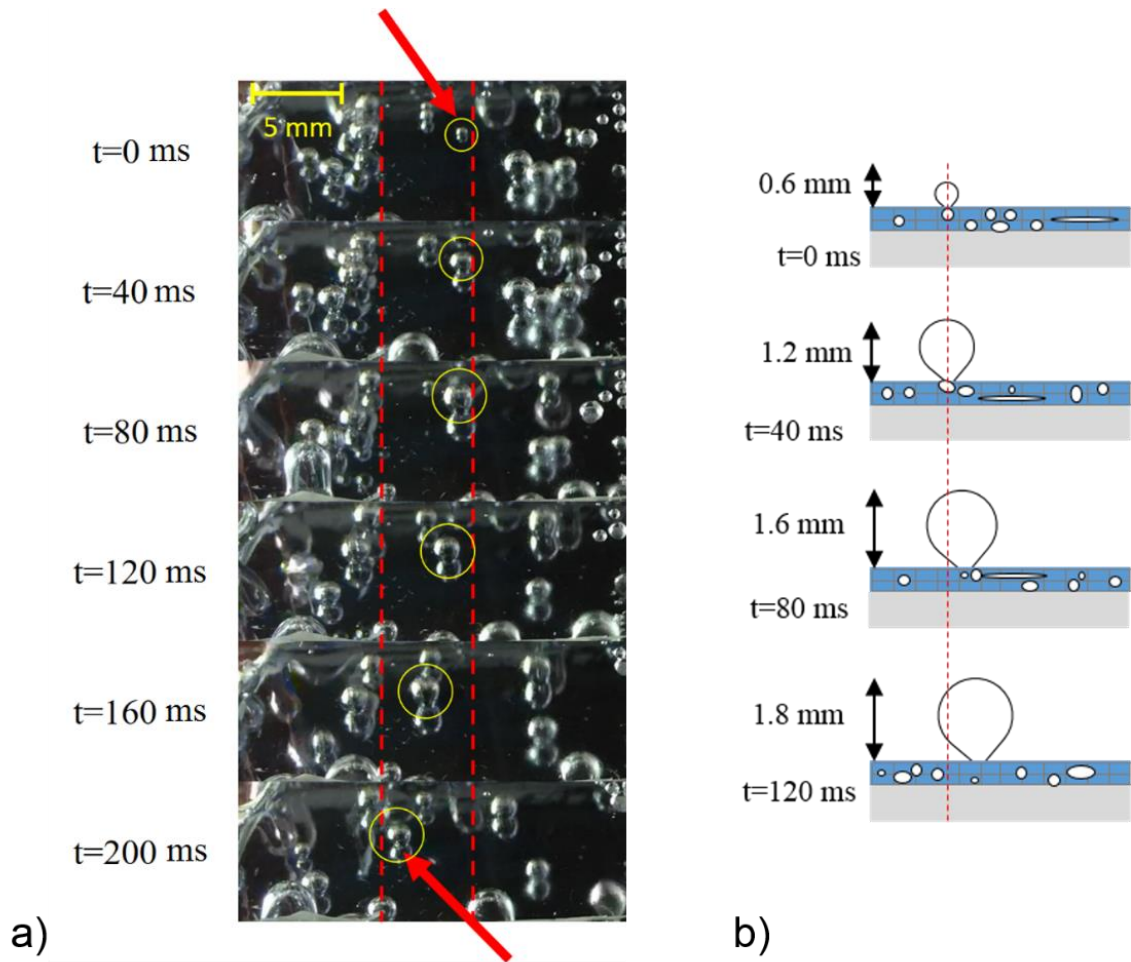 5 mm
t=0 ms
t=40 ms
t=80 ms
t=120 ms
t=160 ms
t=200 ms
a)
0.6 mm
t=0 ms
1.2 mm
t=40 ms
1.6 mm
t=80 ms
1.8 mm
t=120 ms
b)